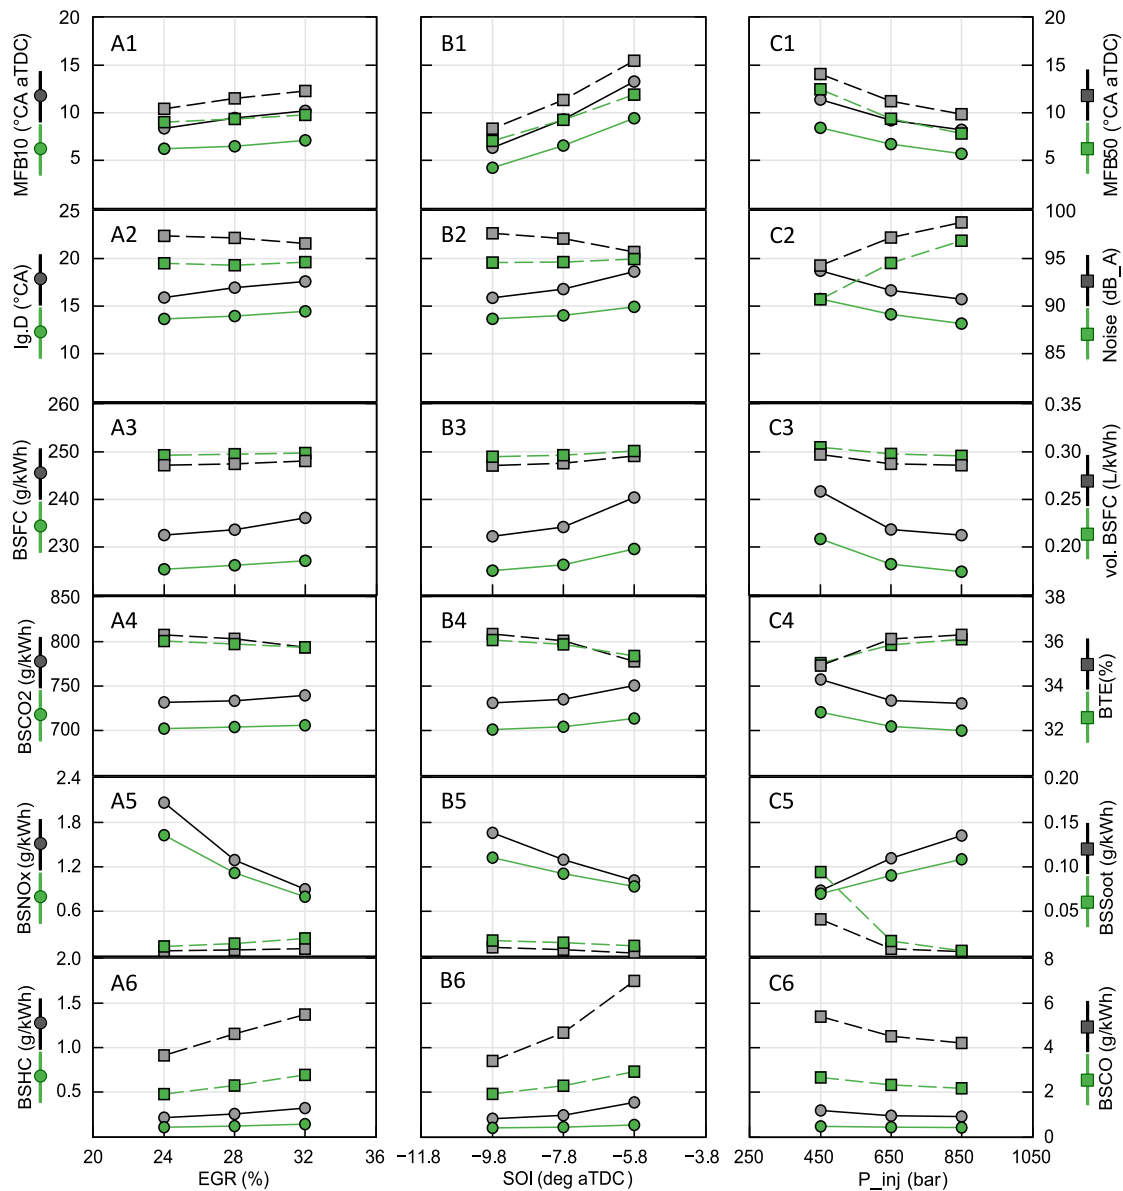 20
15
10
5
MFB10 (°CA aTDC)
A1
B1
C1
20
15
10
5
MFB50 (°CA aTDC)
25
20
15
10
Ig.D (°CA)
A2
B2
C2
100
95
90
85
Noise (dB_A)
260
250
240
230
BSFC (g/kWh)
A3
B3
C3
0.35
0.30
0.25
0.20
vol. BSFC (L/kWh)
850
800
750
700
BSCO2 (g/kWh)
A4
B4
C4
38
36
34
32
BTE(%)
2.4
1.8
1.2
0.6
BSNOx (g/kWh)
A5
B5
C5
0.20
0.15
0.10
0.05
BSSoot (g/kWh)
2.0
1.5
1.0
0.5
BSHC (g/kWh)
A6
B6
C6
8
6
4
2
0
BSCO (g/kWh)
20 24 28 32 36
−11.8 −9.8 −7.8 −5.8 −3.8
250 450 650 850 1050
EGR (%)
SOI (deg aTDC)
P_inj (bar)